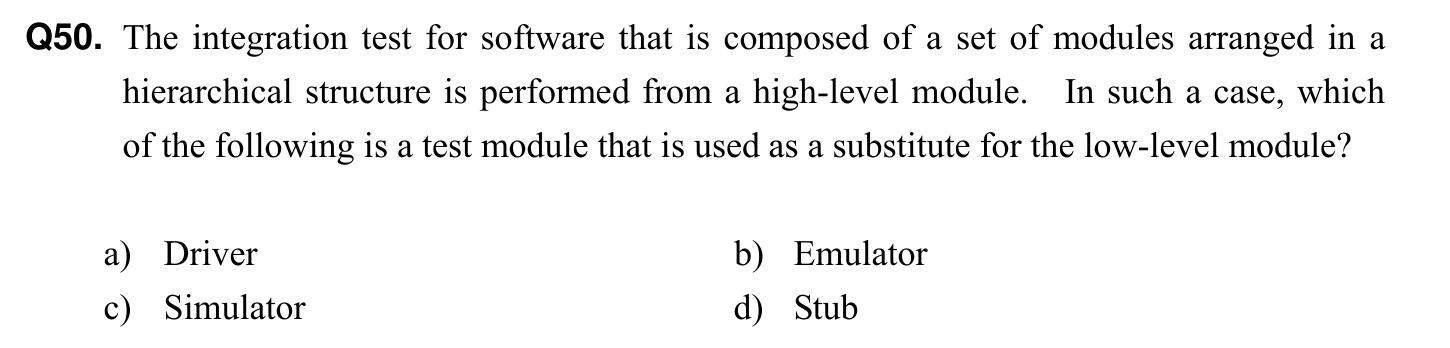 Q50. The integration test for software that is composed of a set of modules arranged in a
hierarchical structure is performed from a high-level module. In such a case, which
of the following is a test module that is used as a substitute for the low-level module?
a) Driver b) Emulator
c) Simulator d) Stub